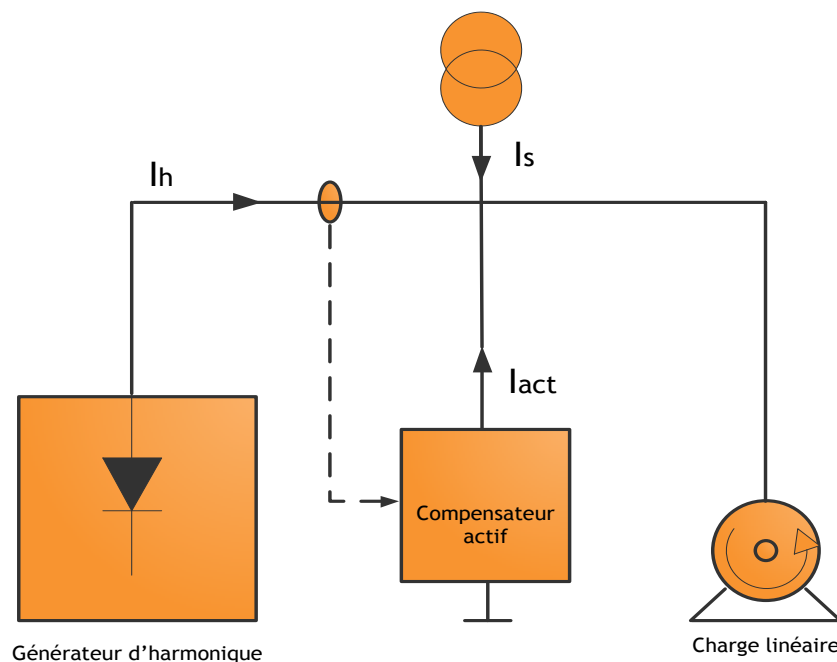 Is
Ih
Iact
Compensateur
actif
Générateur d’harmonique
Charge linéaire